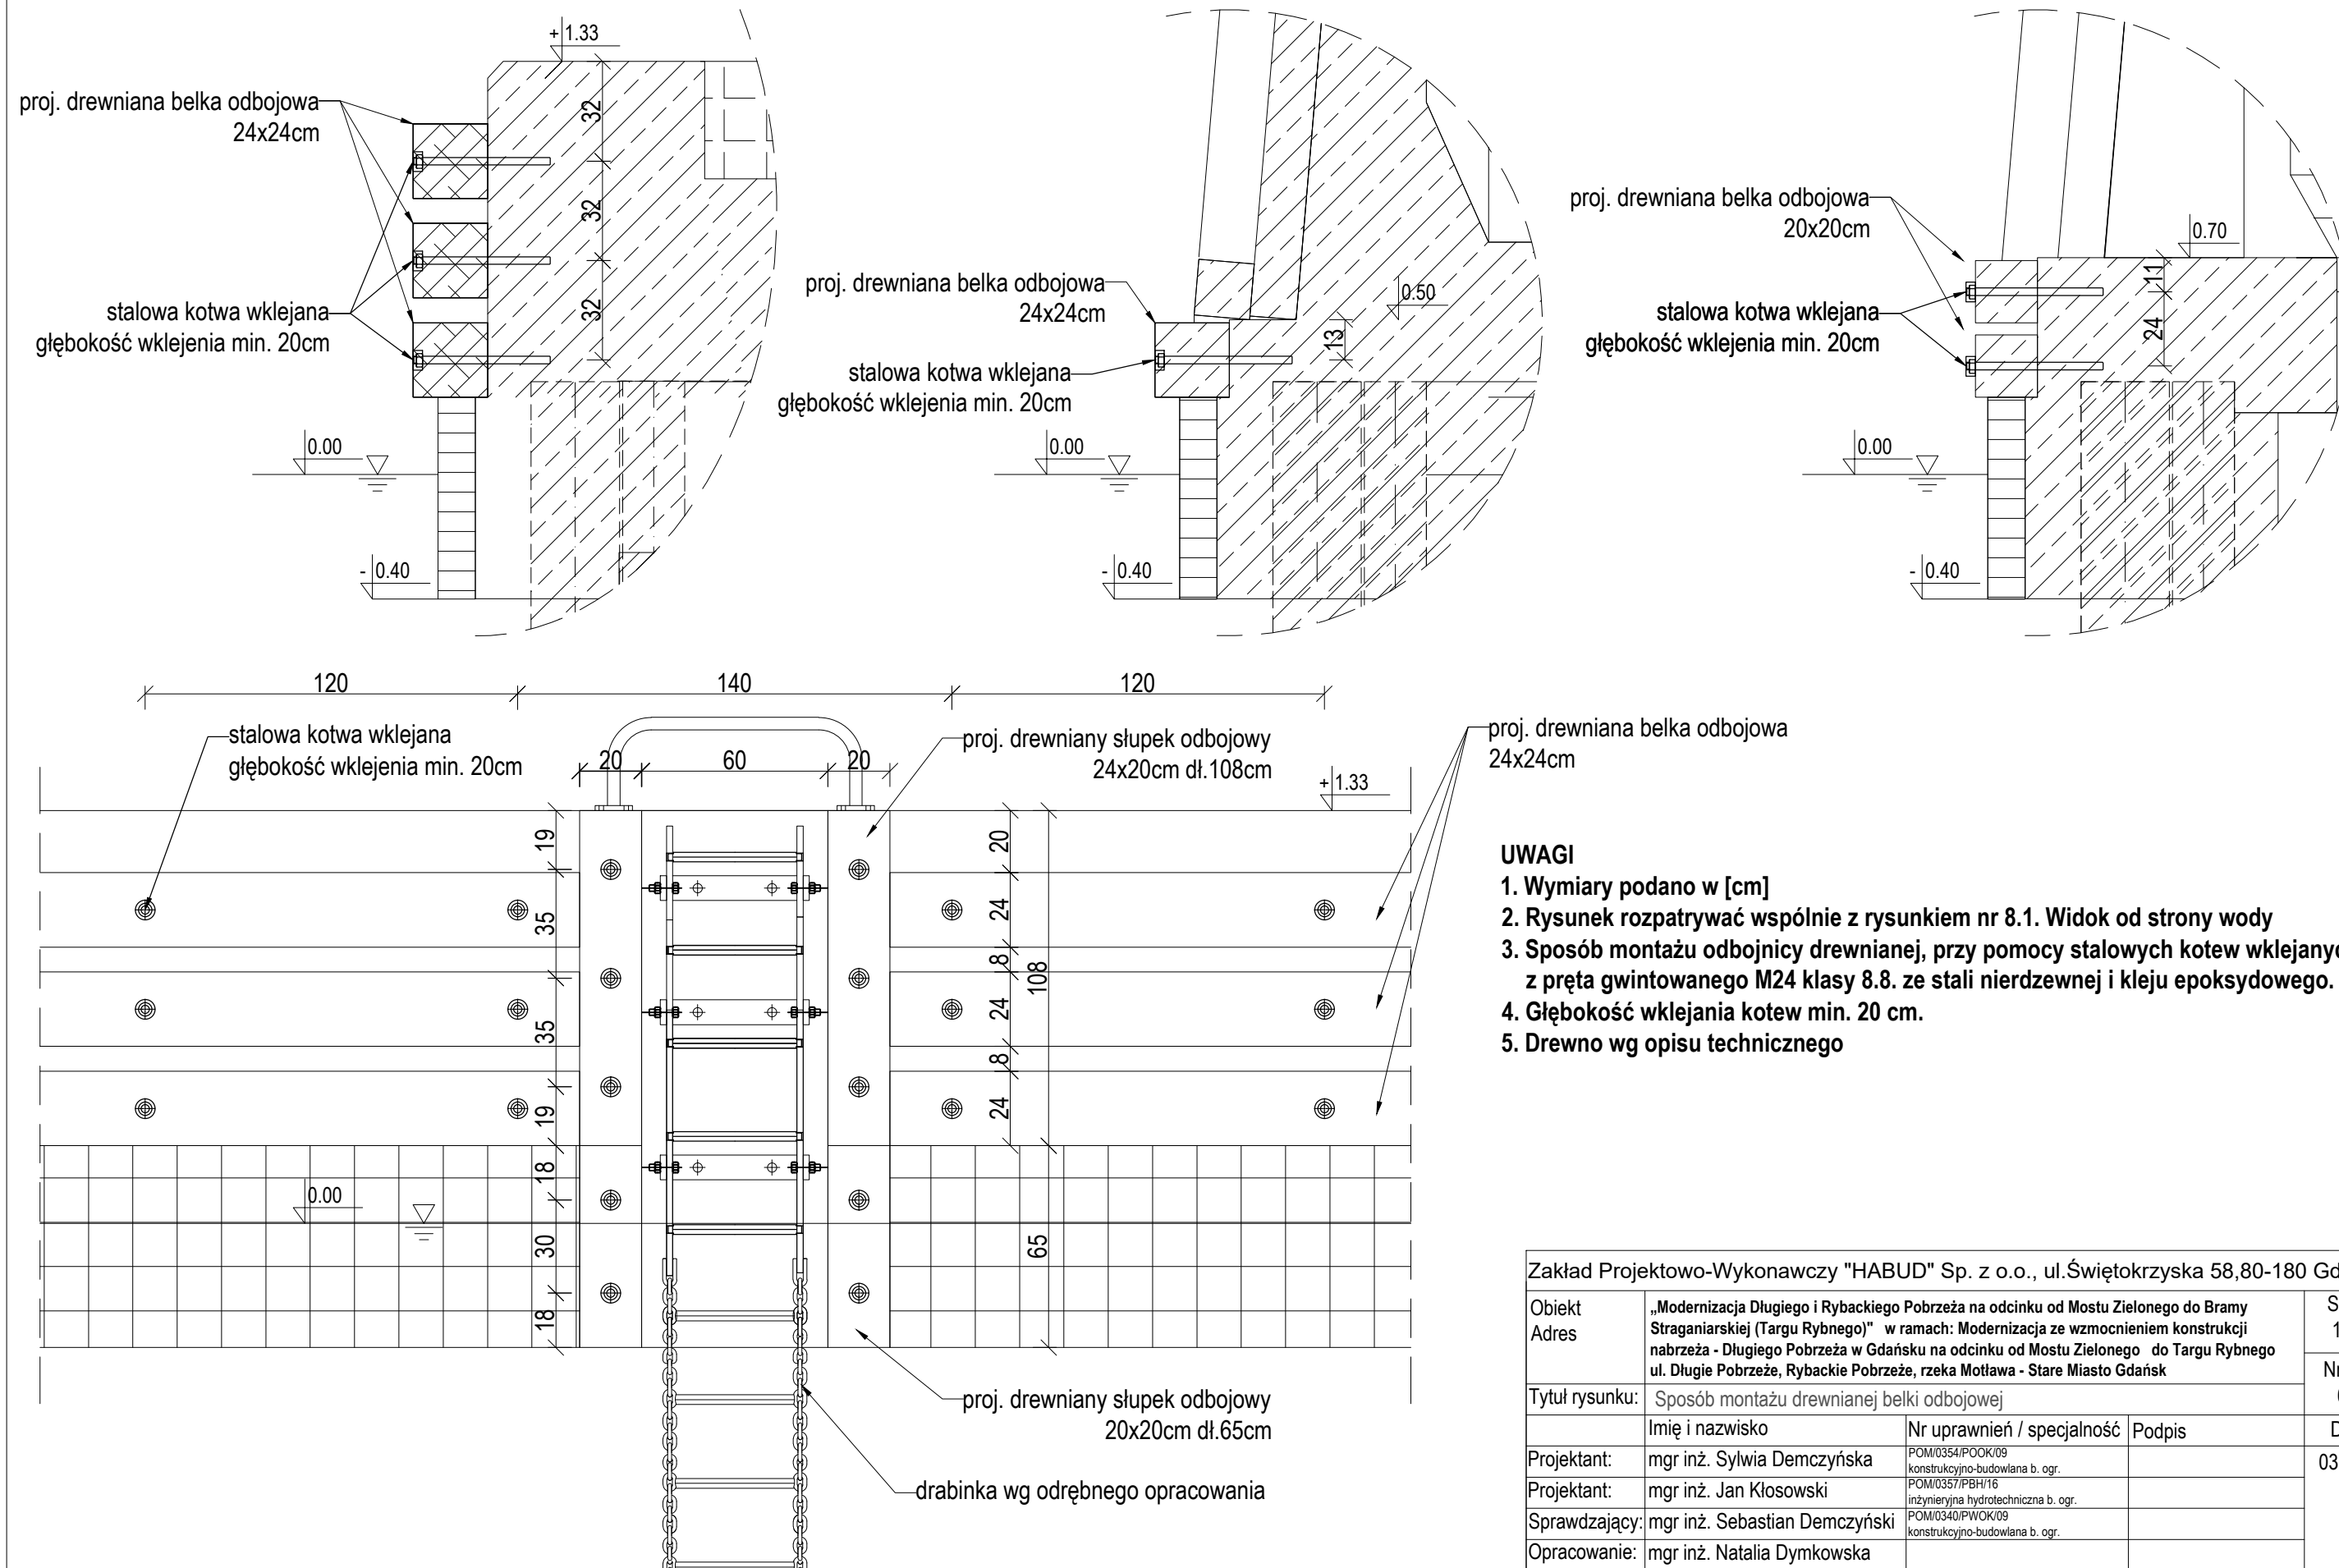 + 1.33
proj. drewniana belka odbojowa
24x24cm
32
32
32
stalowa kotwa wklejana
głębokość wklejenia min. 20cm
0.00
- 0.40
proj. drewniana belka odbojowa
24x24cm
0.50
13
stalowa kotwa wklejana
głębokość wklejenia min. 20cm
0.00
- 0.40
proj. drewniana belka odbojowa
20x20cm
0.70
11
24
stalowa kotwa wklejana
głębokość wklejenia min. 20cm
0.00
- 0.40
120
140
120
stalowa kotwa wklejana
głębokość wklejenia min. 20cm
20
60
20
proj. drewniany słupek odbojowy
24x20cm dł.108cm
+ 1.33
proj. drewniana belka odbojowa
24x24cm
19
35
35
19
18
30
18
20
24
8
24
8
24
108
65
0.00
proj. drewniany słupek odbojowy
20x20cm dł.65cm
drabinka wg odrębnego opracowania
UWAGI
1. Wymiary podano w [cm]
2. Rysunek rozpatrywać wspólnie z rysunkiem nr 8.1. Widok od strony wody
3. Sposób montażu odbojnicy drewnianej, przy pomocy stalowych kotew wklejanyc
z pręta gwintowanego M24 klasy 8.8. ze stali nierdzewnej i kleju epoksydowego.
4. Głębokość wklejania kotew min. 20 cm.
5. Drewno wg opisu technicznego
Zakład Projektowo-Wykonawczy "HABUD" Sp. z o.o., ul.Świętokrzyska 58,80-180 Gd
Obiekt
Adres
„Modernizacja Długiego i Rybackiego Pobrzeża na odcinku od Mostu Zielonego do Bramy
Straganiarskiej (Targu Rybnego)" w ramach: Modernizacja ze wzmocnieniem konstrukcji
nabrzeża - Długiego Pobrzeża w Gdańsku na odcinku od Mostu Zielonego do Targu Rybnego
ul. Długie Pobrzeże, Rybackie Pobrzeże, rzeka Motława - Stare Miasto Gdańsk
S
1
Nr
Tytuł rysunku: Sposób montażu drewnianej belki odbojowej
Imię i nazwisko Nr uprawnień / specjalność Podpis D
Projektant: mgr inż. Sylwia Demczyńska POM/0354/POOK/09
konstrukcyjno-budowlana b. ogr.
03
Projektant: mgr inż. Jan Kłosowski POM/0357/PBH/16
inżynieryjna hydrotechniczna b. ogr.
Sprawdzający: mgr inż. Sebastian Demczyński POM/0340/PWOK/09
konstrukcyjno-budowlana b. ogr.
Opracowanie: mgr inż. Natalia Dymkowska